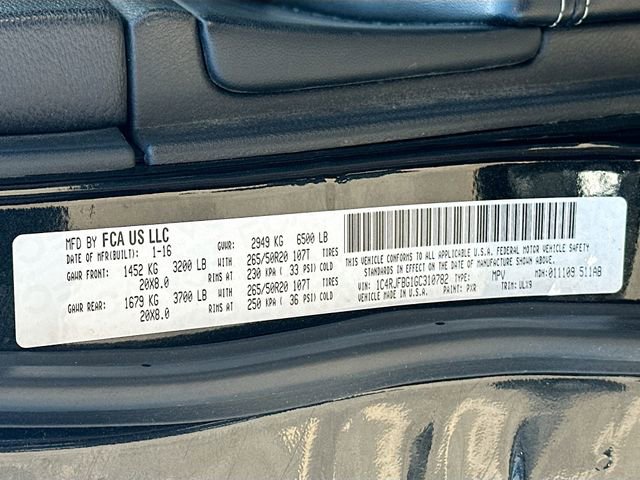 MFD BY FCA US LLC GVWR: 2949 KG 6500 LB
DATE OF MFR(BUILT): 1-16
GAWR FRONT: 1452 KG 3200 LB WITH 265/50R20 107T TIRES
20X8.0 RIMS AT 230 KPA ( 33 PSI) COLD
GAWR REAR: 1679 KG 3700 LB WITH 265/50R20 107T TIRES
20X8.0 RIMS AT 250 KPA ( 36 PSI) COLD
THIS VEHICLE CONFORMS TO ALL APPLICABLE U.S.A. FEDERAL MOTOR VEHICLE SAFETY
STANDARDS IN EFFECT ON THE DATE OF MANUFACTURE SHOWN ABOVE.
VIN: 1C4RJFBG1GC310782 TYPE: MPV MDH: 011109 511AB
VEHICLE MADE IN U.S.A. PAINT: PXR TRIM: ULX9